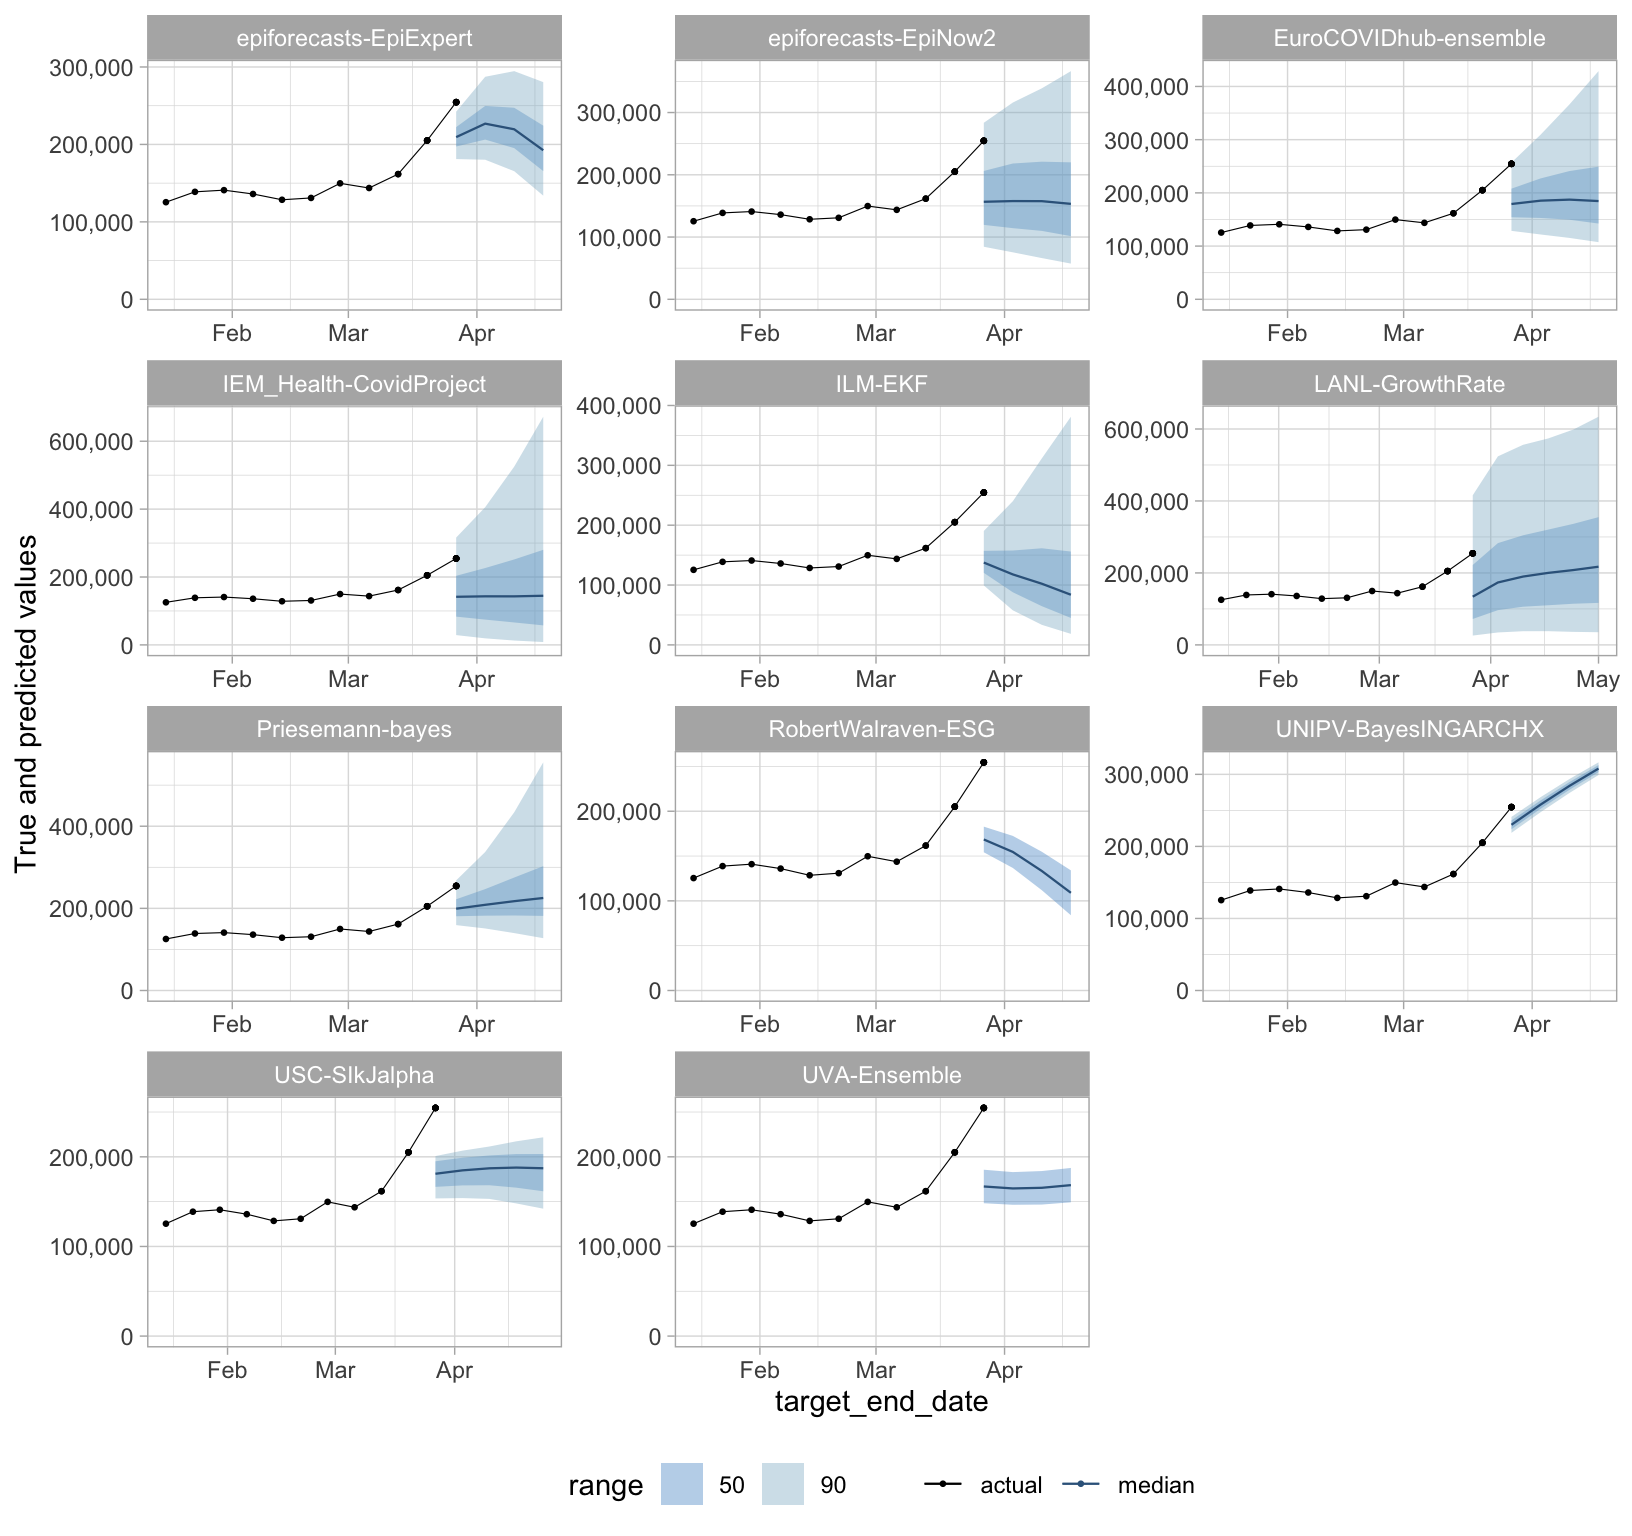 epiforecasts-EpiExpert
epiforecasts-EpiNow2
EuroCOVIDhub-ensemble
300,000
200,000
100,000
0
Feb Mar Apr
300,000
200,000
100,000
0
Feb Mar Apr
400,000
300,000
200,000
100,000
0
Feb Mar Apr
IEM_Health-CovidProject
ILM-EKF
LANL-GrowthRate
600,000
400,000
200,000
0
Feb Mar Apr
400,000
300,000
200,000
100,000
0
Feb Mar Apr
600,000
400,000
200,000
0
Feb Mar Apr May
True and predicted values
Priesemann-bayes
RobertWalraven-ESG
UNIPV-BayesINGARCHX
400,000
200,000
0
Feb Mar Apr
200,000
100,000
0
Feb Mar Apr
300,000
200,000
100,000
0
Feb Mar Apr
USC-SIkJalpha
UVA-Ensemble
200,000
100,000
0
Feb Mar Apr
200,000
100,000
0
Feb Mar Apr
target_end_date
range 50 90 actual median